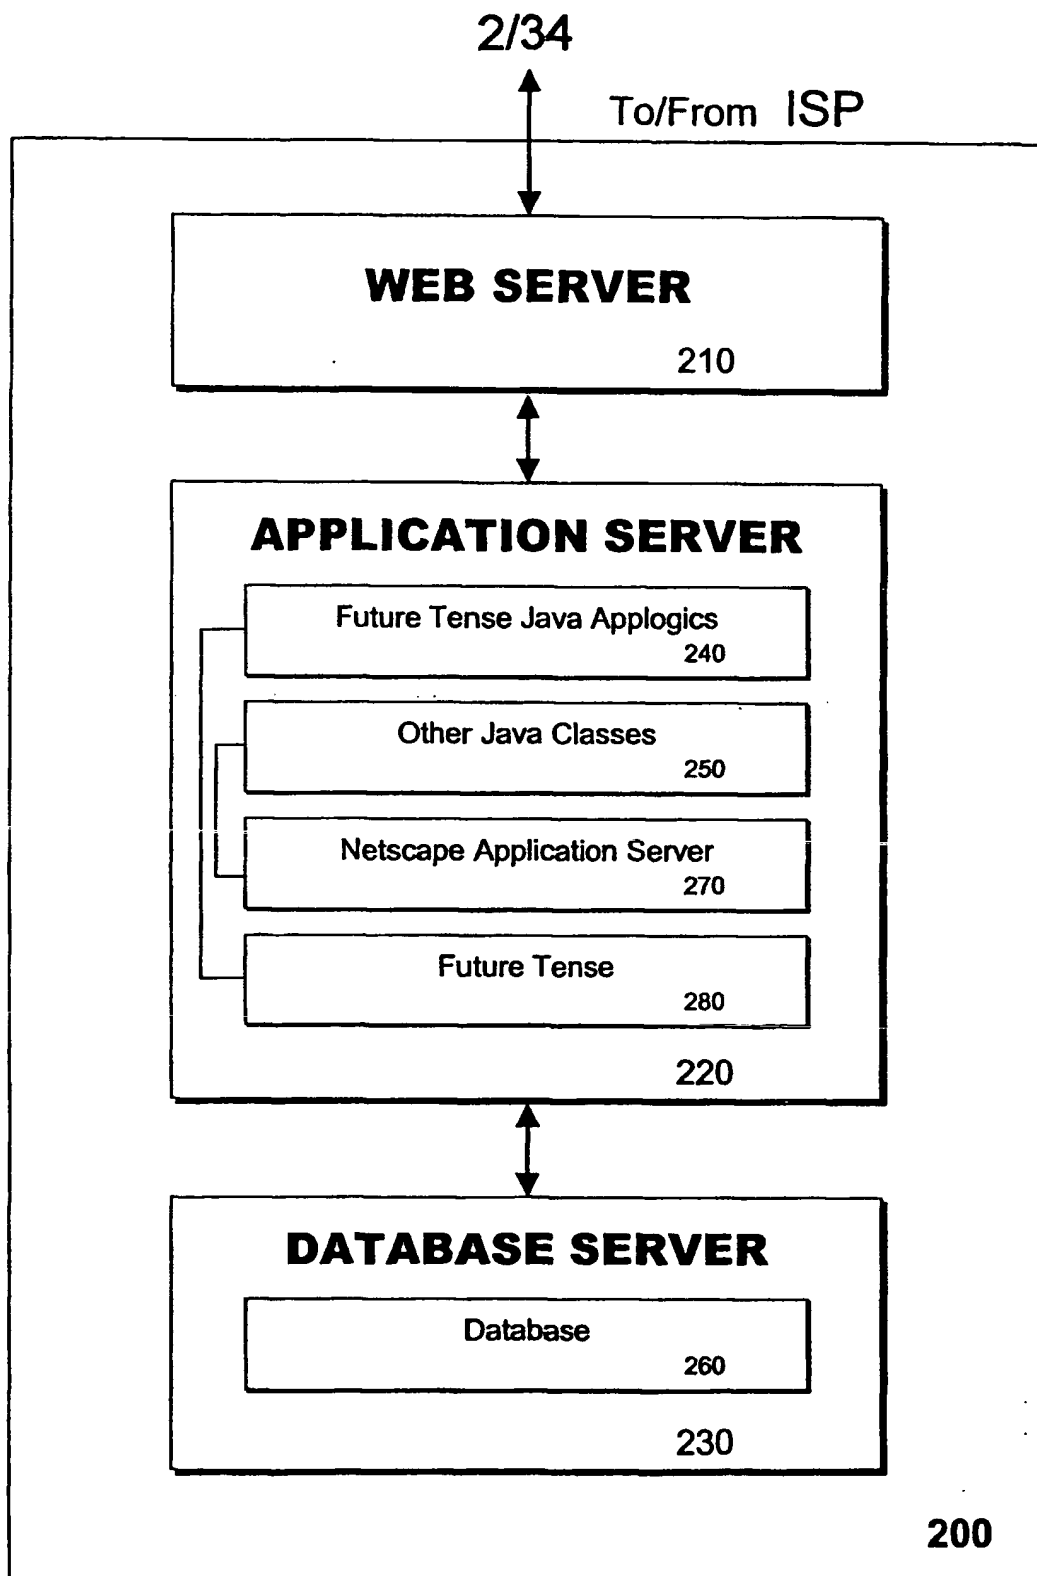 2/34
To/From ISP
WEB SERVER
210
APPLICATION SERVER
Future Tense Java Applogics
240
Other Java Classes
250
Netscape Application Server
270
Future Tense
280
220
DATABASE SERVER
Database
260
230
200